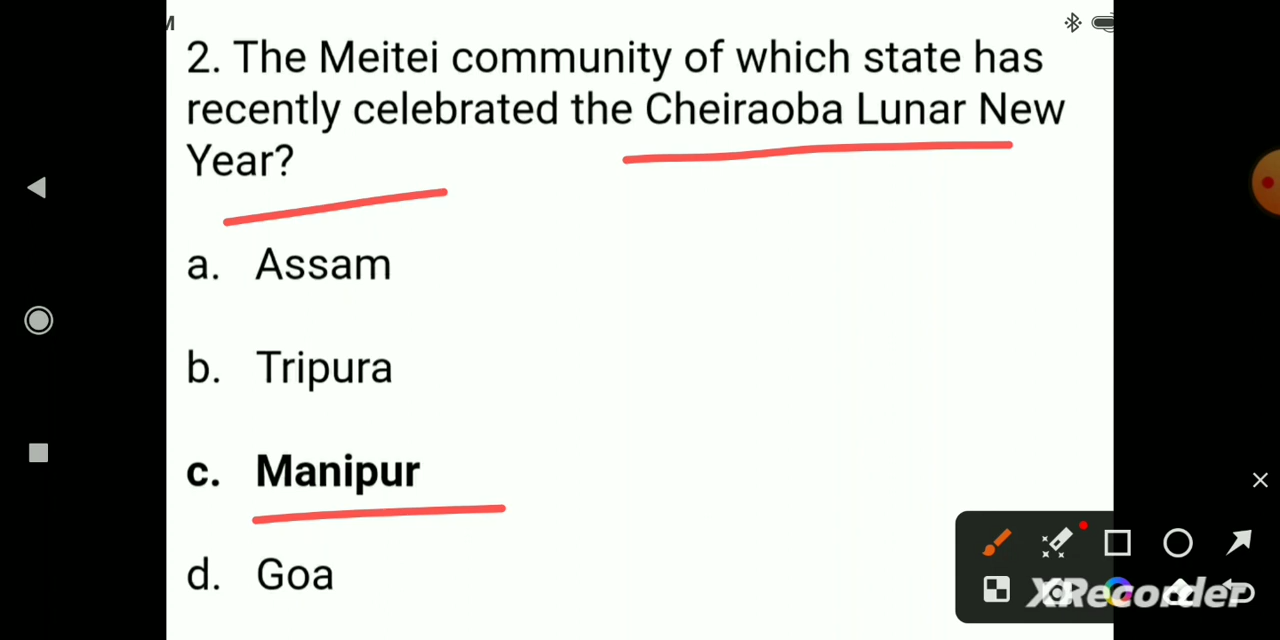 2. The Meitei community of which state has
recently celebrated the Cheiraoba Lunar New
Year?
a. Assam
b. Tripura
c. Manipur
d. Goa
XRecorder